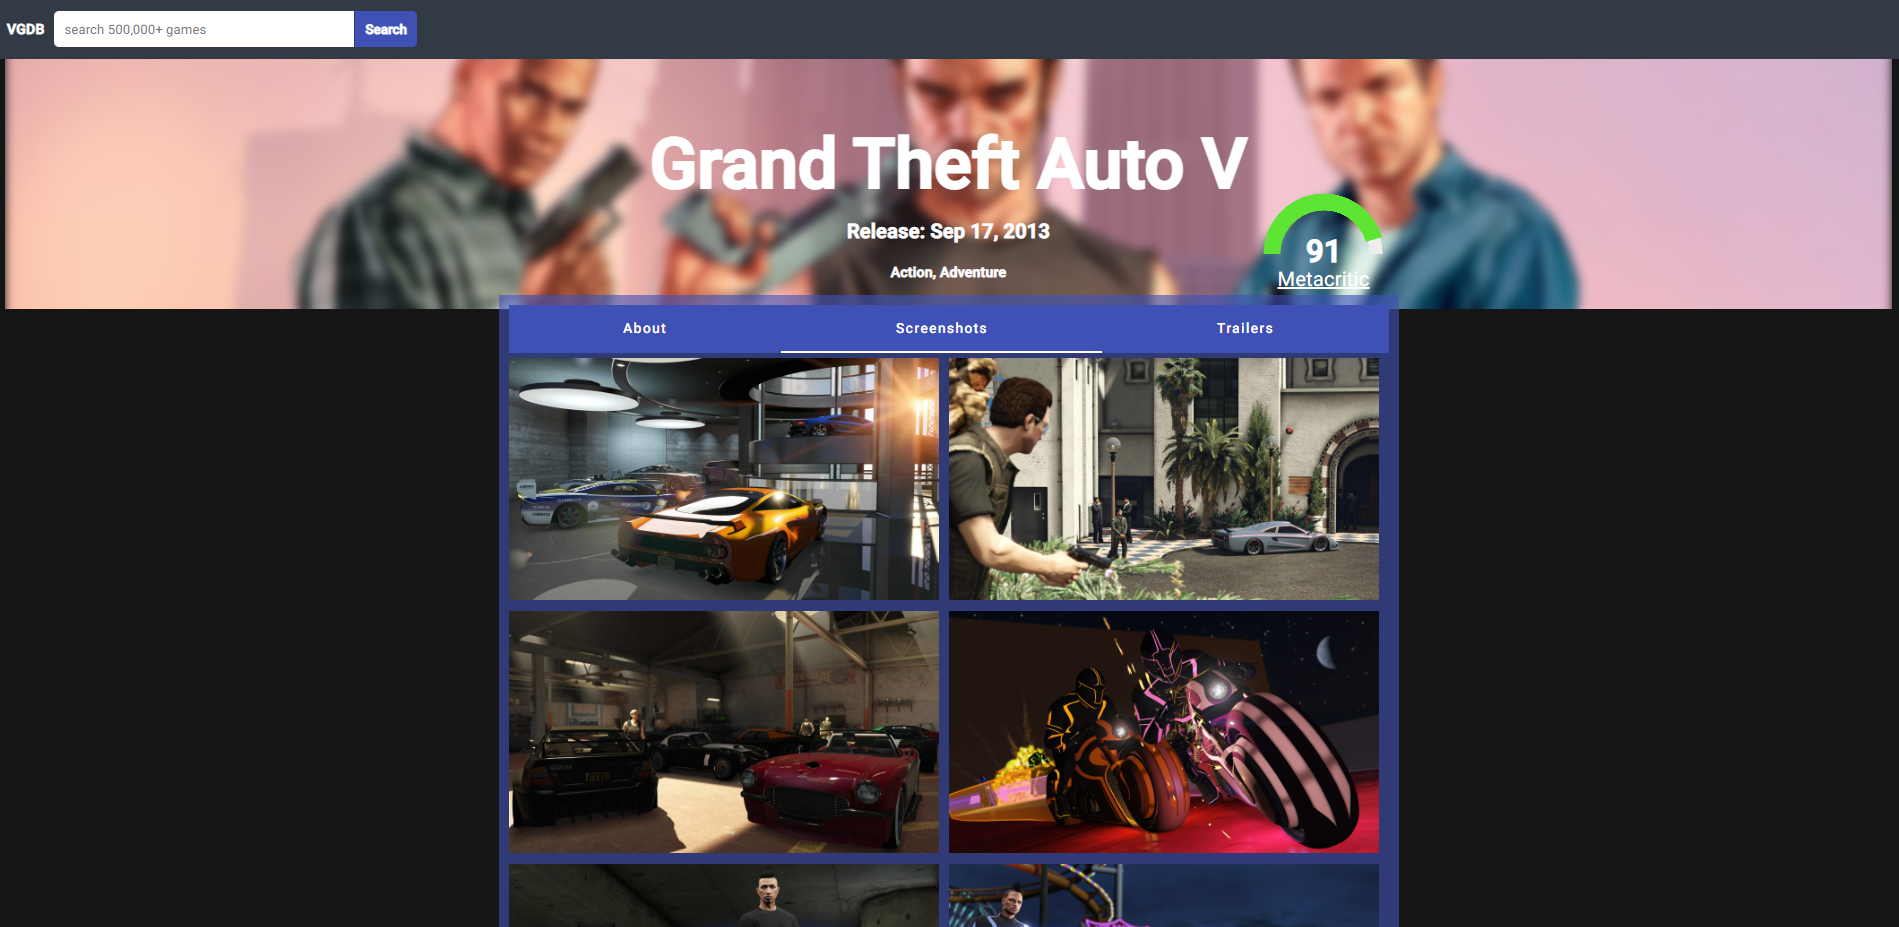 VGDB
search 500,000+ games
Search
Grand Theft Auto V
Release: Sep 17, 2013
Action, Adventure
91
Metacritic
About
Screenshots
Trailers